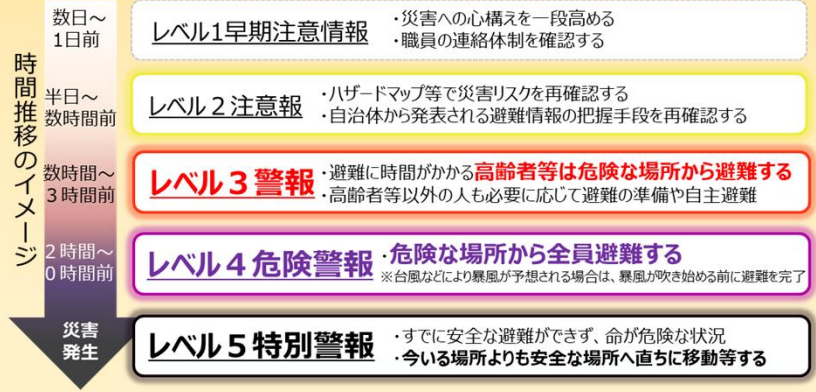 時間推移のイメージ
数日～
1日前
レベル1早期注意情報
・災害への心構えを一段高める
・職員の連絡体制を確認する
半日～
数時間前
レベル２注意報
・ハザードマップ等で災害リスクを再確認する
・自治体から発表される避難情報の把握手段を再確認する
数時間～
３時間前
レベル３警報
・避難に時間がかかる高齢者等は危険な場所から避難する
・高齢者等以外の人も必要に応じて避難の準備や自主避難
２時間～
０時間前
レベル４危険警報
・危険な場所から全員避難する
※台風などにより暴風が予想される場合は、暴風が吹き始める前に避難を完了
災害
発生
レベル５特別警報
・すでに安全な避難ができず、命が危険な状況
・今いる場所よりも安全な場所へ直ちに移動等する